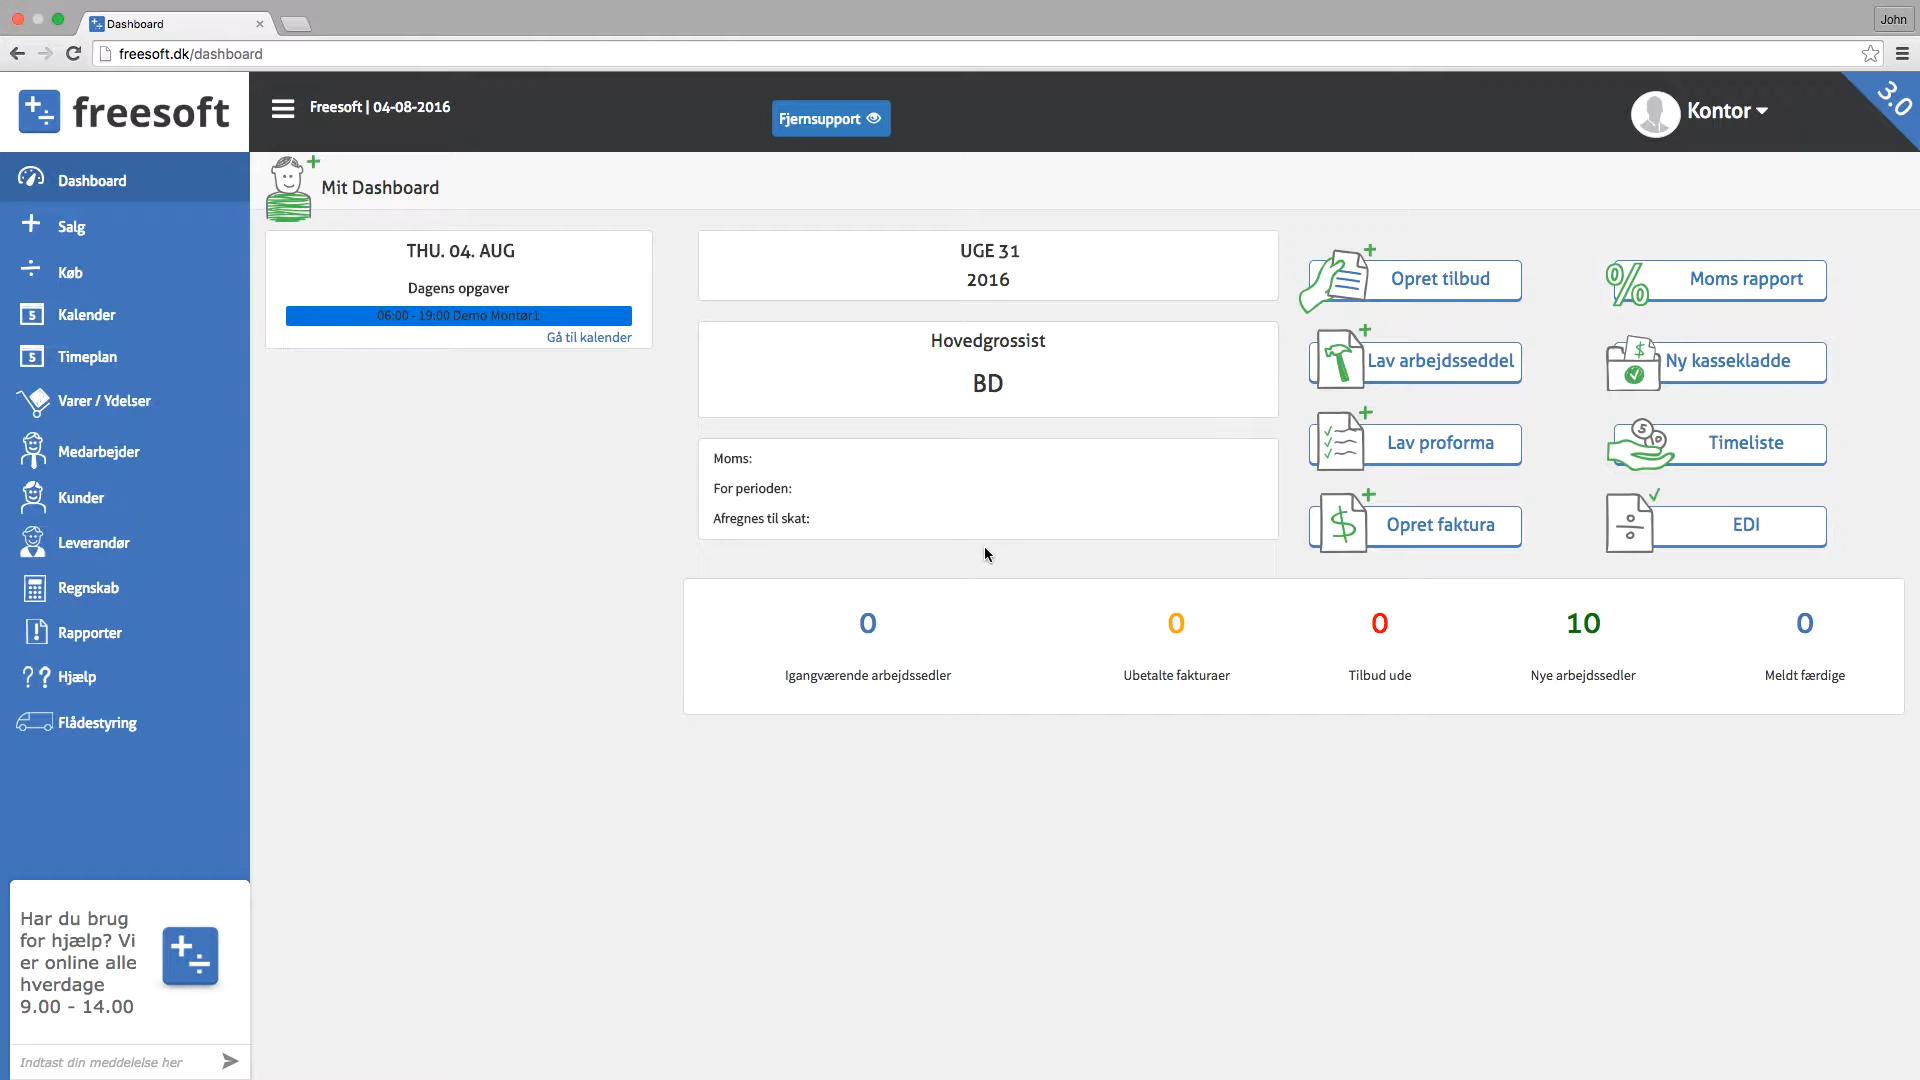 Dashboard
John
freesoft.dk/dashboard
freesoft
Freesoft | 04-08-2016
Fjernsupport
Kontor
3.0
Dashboard
Salg
Køb
5 Kalender
5 Timeplan
Varer / Ydelser
Medarbejder
Kunder
Leverandør
Regnskab
Rapporter
?? Hjælp
Flådestyring
Mit Dashboard
THU. 04. AUG
Dagens opgaver
06:00 - 19:00 Demo Montør1
Gå til kalender
UGE 31
2016
Hovedgrossist
BD
Moms:
For perioden:
Afregnes til skat:
Opret tilbud
% Moms rapport
Lav arbejdsseddel
$ Ny kassekladde
Lav proforma
5 Timeliste
$ Opret faktura
÷ EDI
0
Igangværende arbejdssedler
0
Ubetalte fakturaer
0
Tilbud ude
10
Nye arbejdssedler
0
Meldt færdige
Har du brug
for hjælp? Vi
er online alle
hverdage
9.00 - 14.00
Indtast din meddelelse her